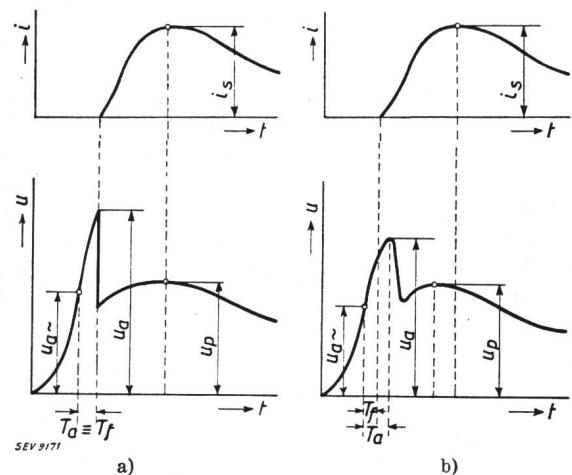 i
i_s
t
i
i_s
t
u
u_a~
u_a
u_p
t
T_a ≡ T_f
u
u_a~
u_a
u_p
t
T_f
T_a
SEV 9171
a)
b)